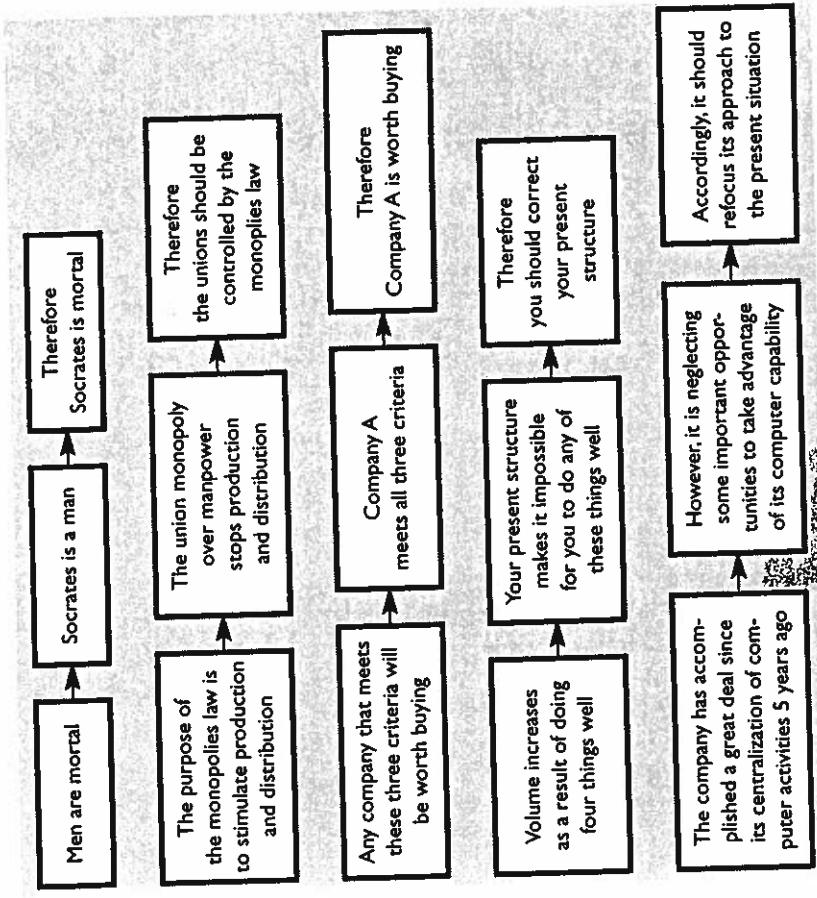 Men are mortal
Socrates is a man
Therefore
Socrates is mortal
The purpose of
the monopolies law is
to stimulate production
and distribution
The union monopoly
over manpower
stops production
and distribution
Therefore
the unions should be
controlled by the
monoplies law
Any company that meets
these three criteria will
be worth buying
Company A
meets all three criteria
Therefore
Company A is worth buying
Volume increases
as a result of doing
four things well
Your present structure
makes it impossible
for you to do any of
these things well
Therefore
you should correct
your present
structure
The company has accom-
plished a great deal since
its centralization of com-
puter activities 5 years ago
However, it is neglecting
some important oppor-
tunities to take advantage
of its computer capability
Accordingly, it should
refocus its approach to
the present situation